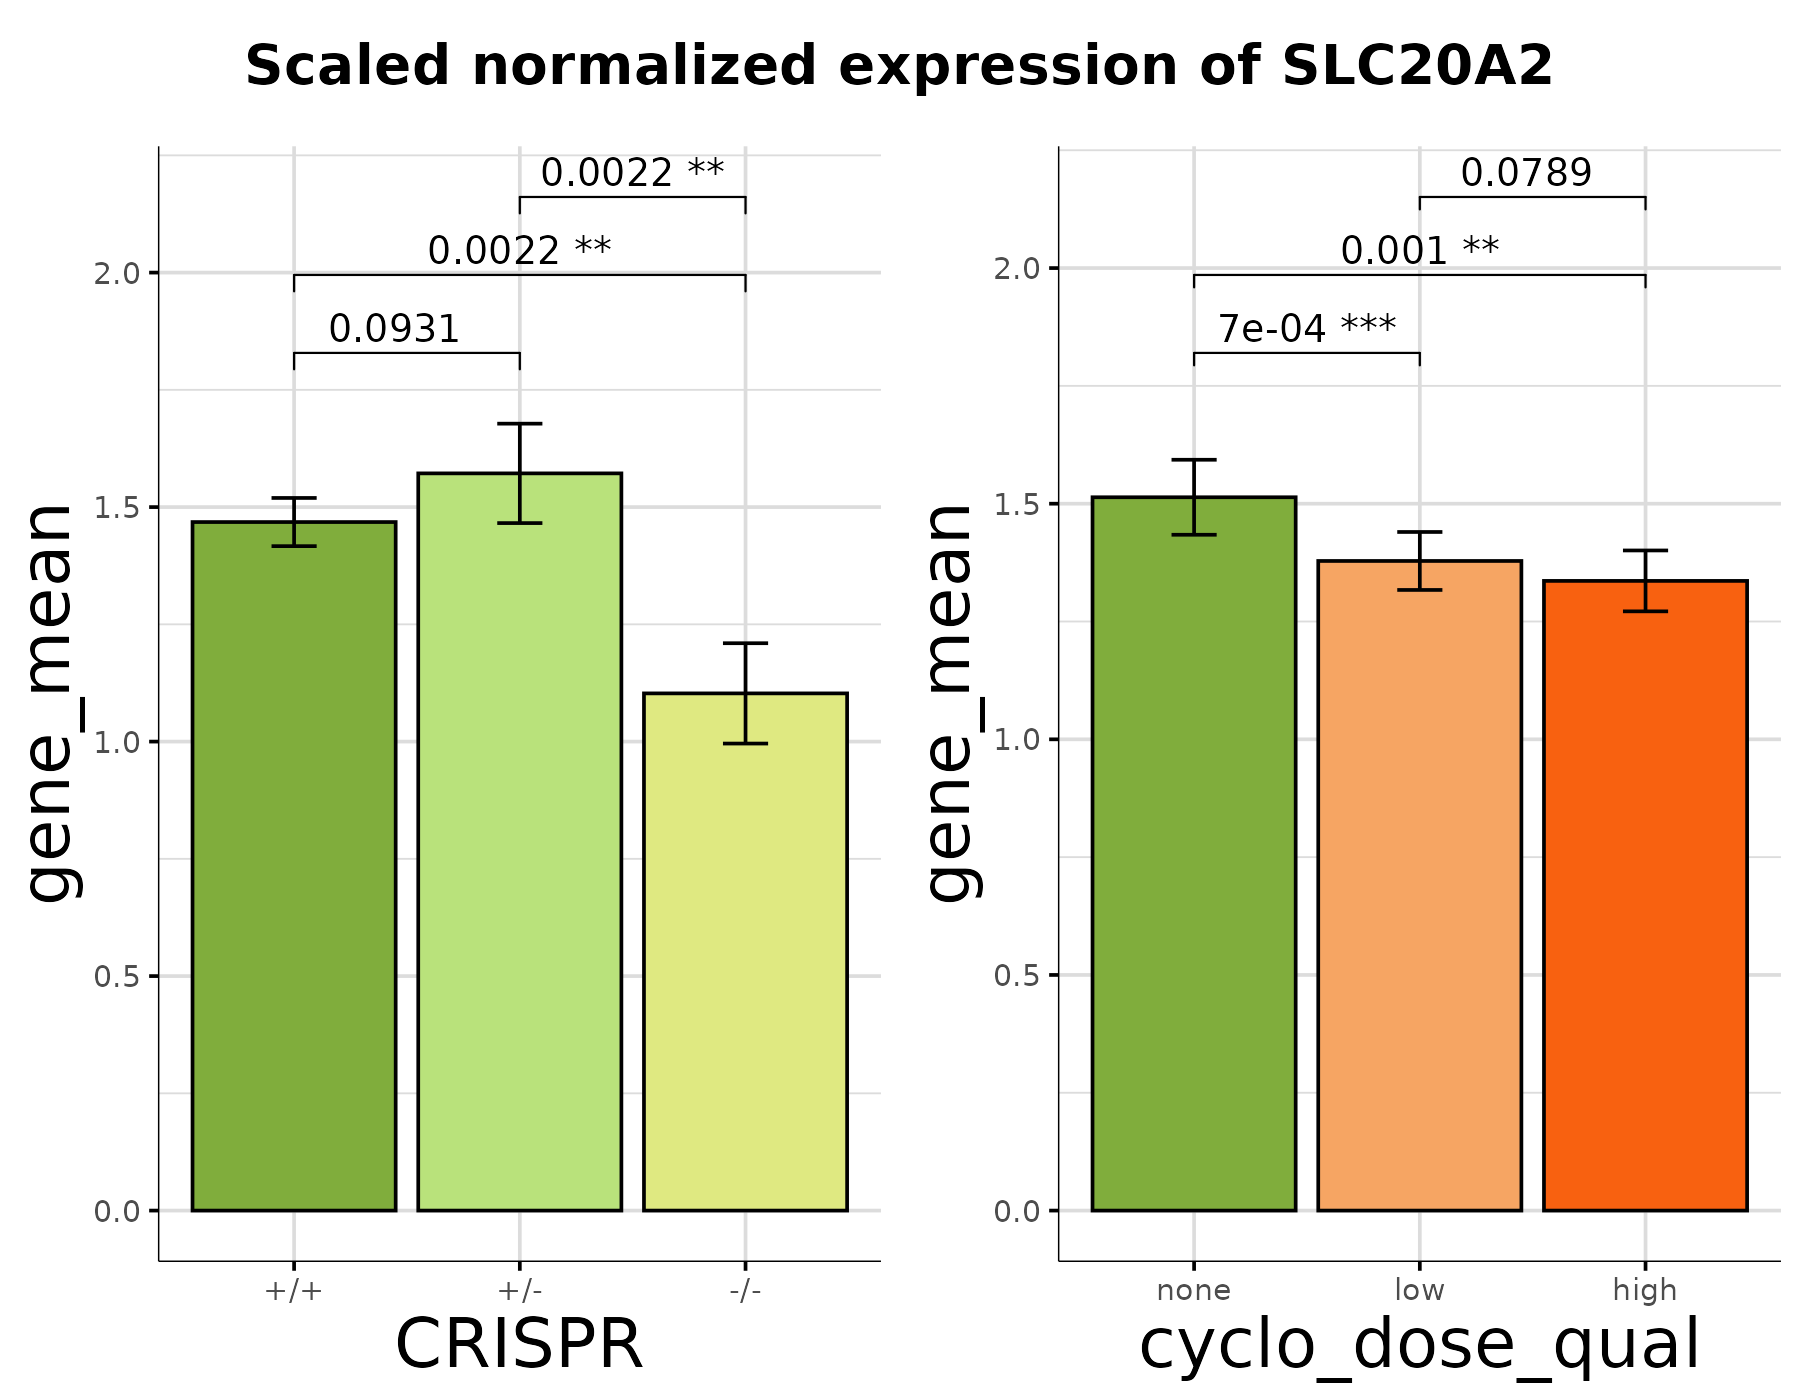 Scaled normalized expression of SLC20A2
gene_mean
2.0
1.5
1.0
0.5
0.0
0.0022 **
0.0022 **
0.0931
+/+
+/-
-/-
CRISPR
gene_mean
2.0
1.5
1.0
0.5
0.0
0.0789
0.001 **
7e-04 ***
none
low
high
cyclo_dose_qual